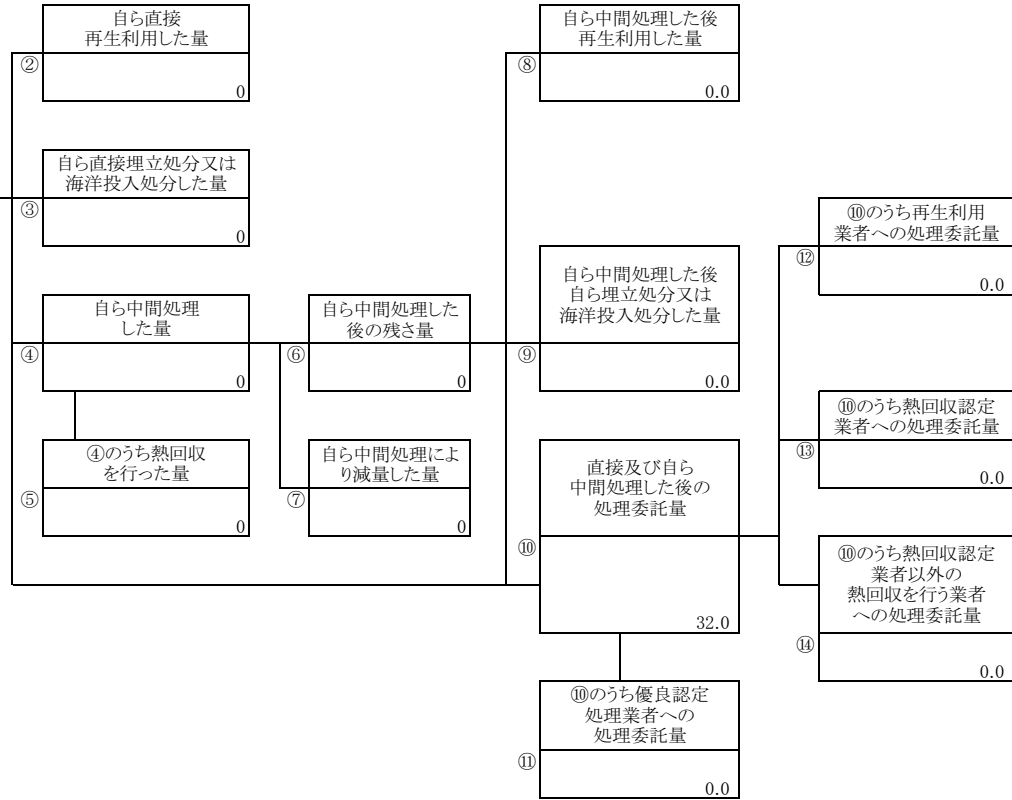 自ら直接
再生利用した量
②
0
自ら直接埋立処分又は
海洋投入処分した量
③
0
自ら中間処理
した量
④
0
④のうち熱回収
を行った量
⑤
0
自ら中間処理した
後の残さ量
⑥
0
自ら中間処理によ
り減量した量
⑦
0
自ら中間処理した後
再生利用した量
⑧
0.0
自ら中間処理した後
自ら埋立処分又は
海洋投入処分した量
⑨
0.0
直接及び自ら
中間処理した後の
処理委託量
⑩
32.0
⑩のうち優良認定
処理業者への
処理委託量
⑪
0.0
⑩のうち再生利用
業者への処理委託量
⑫
0.0
⑩のうち熱回収認定
業者への処理委託量
⑬
0.0
⑩のうち熱回収認定
業者以外の
熱回収を行う業者
への処理委託量
⑭
0.0